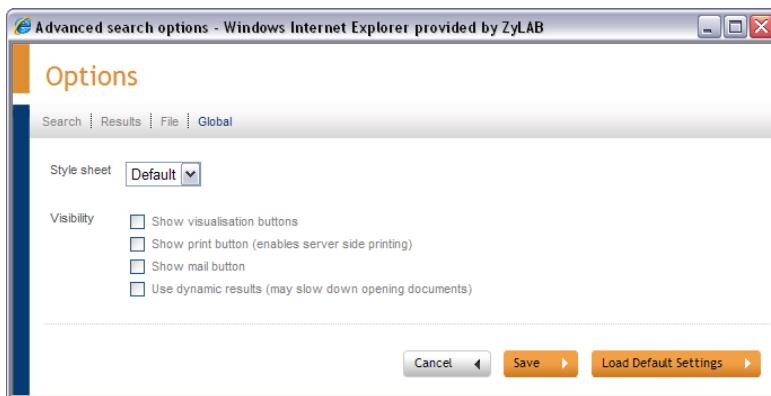 Advanced search options - Windows Internet Explorer provided by ZyLAB
Options
Search | Results | File | Global
Style sheet Default
Visibility Show visualisation buttons
Show print button (enables server side printing)
Show mail button
Use dynamic results (may slow down opening documents)
Cancel Save Load Default Settings